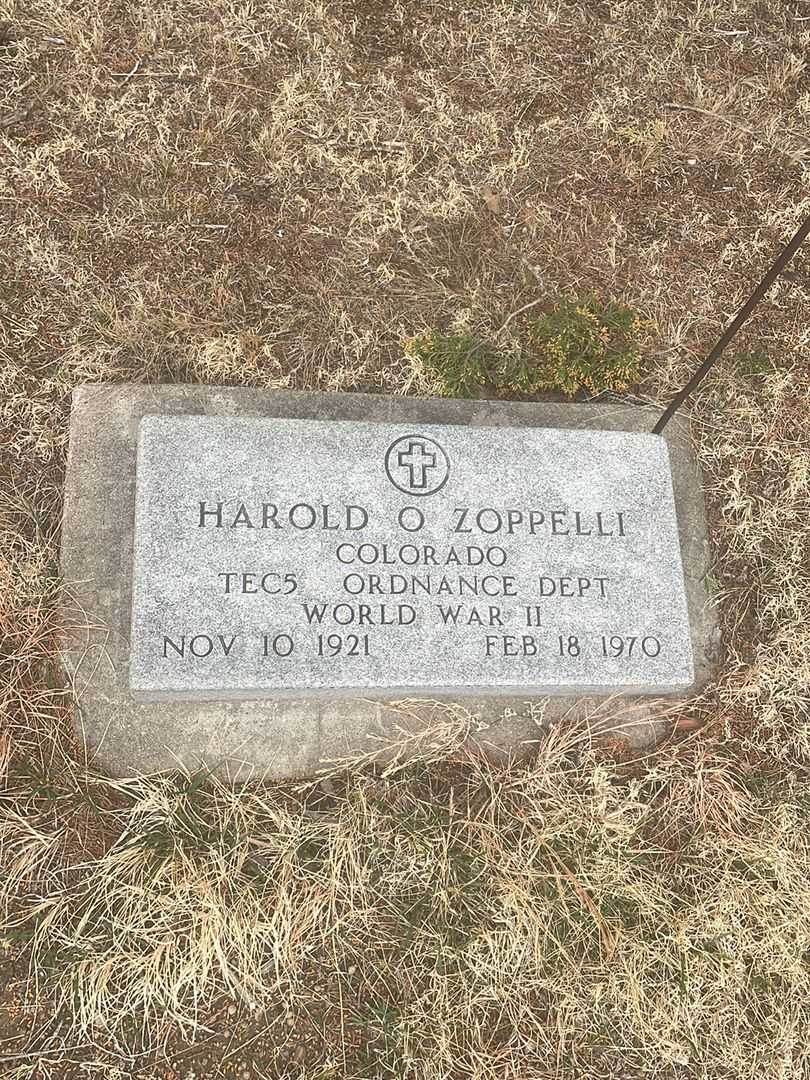 HAROLD O ZOPPELLI
COLORADO
TEC5 ORDNANCE DEPT
WORLD WAR II
NOV 10 1921 FEB 18 1970